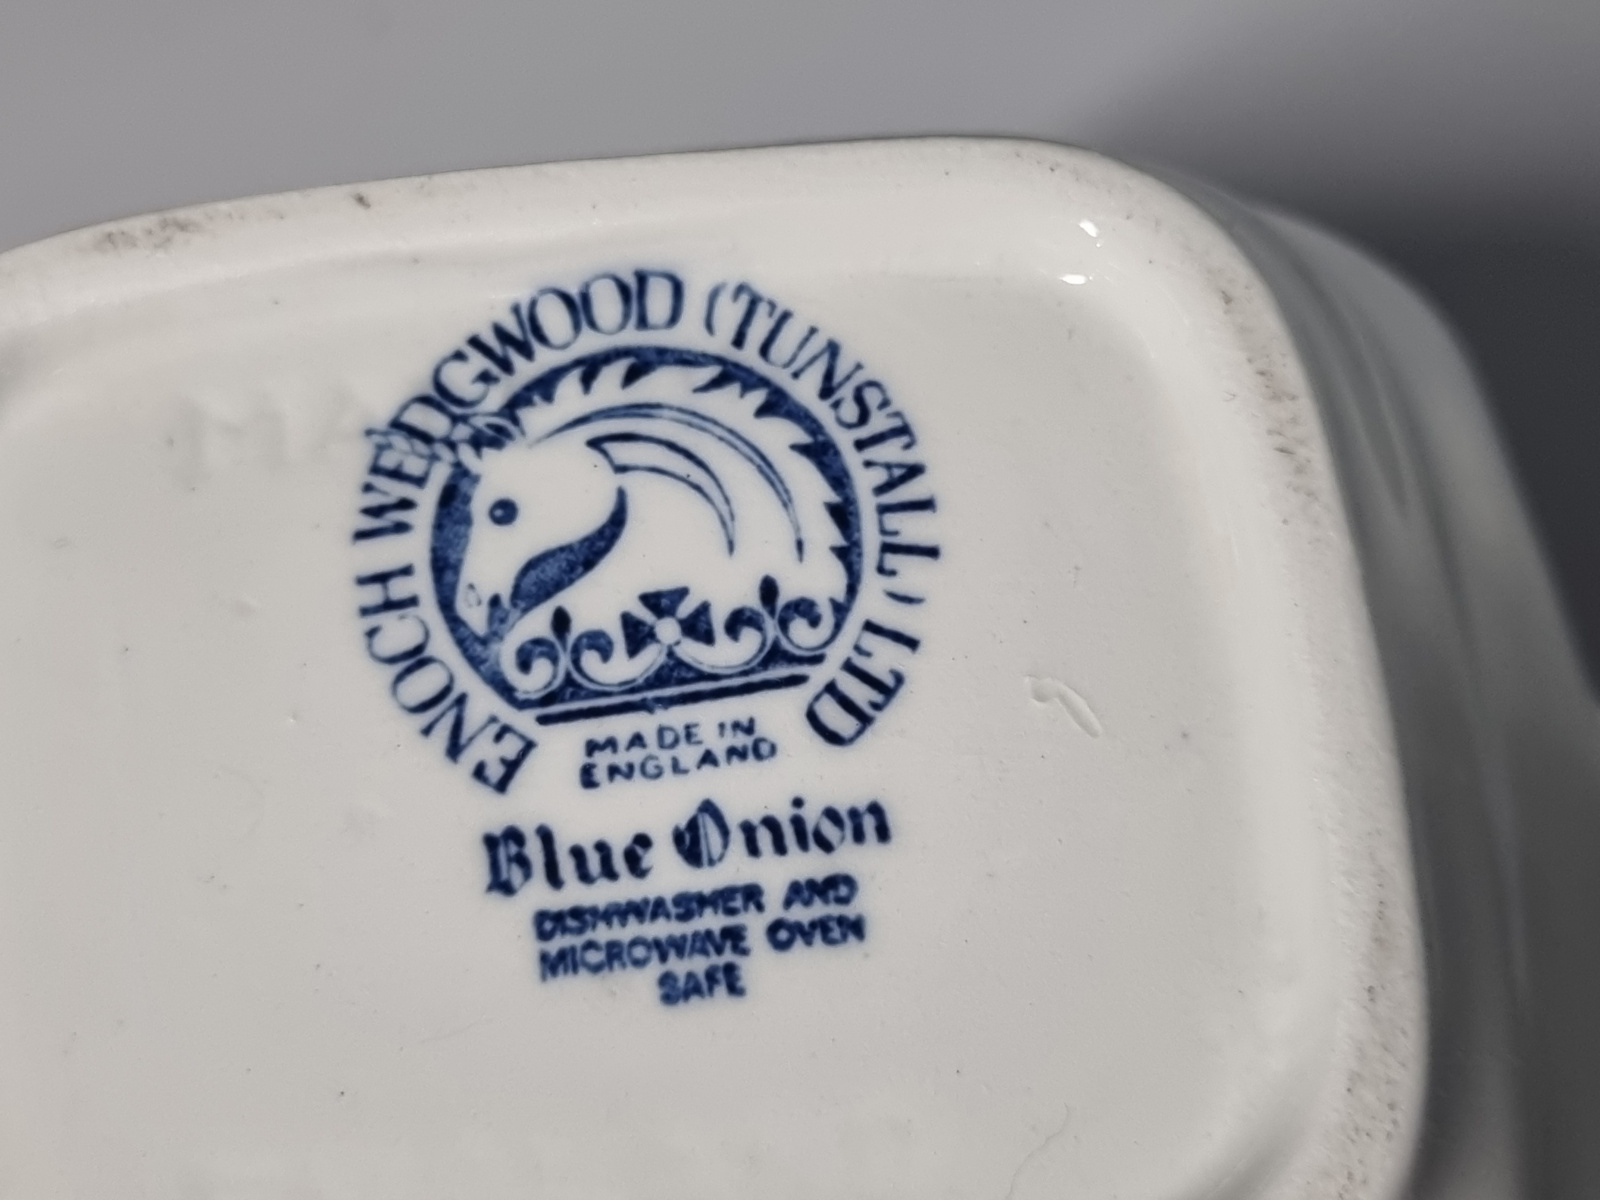 ENOCH WEDGWOOD (TUNSTALL) LTD
MADE IN
ENGLAND
Blue Onion
DISHWASHER AND
MICROWAVE OVEN
SAFE